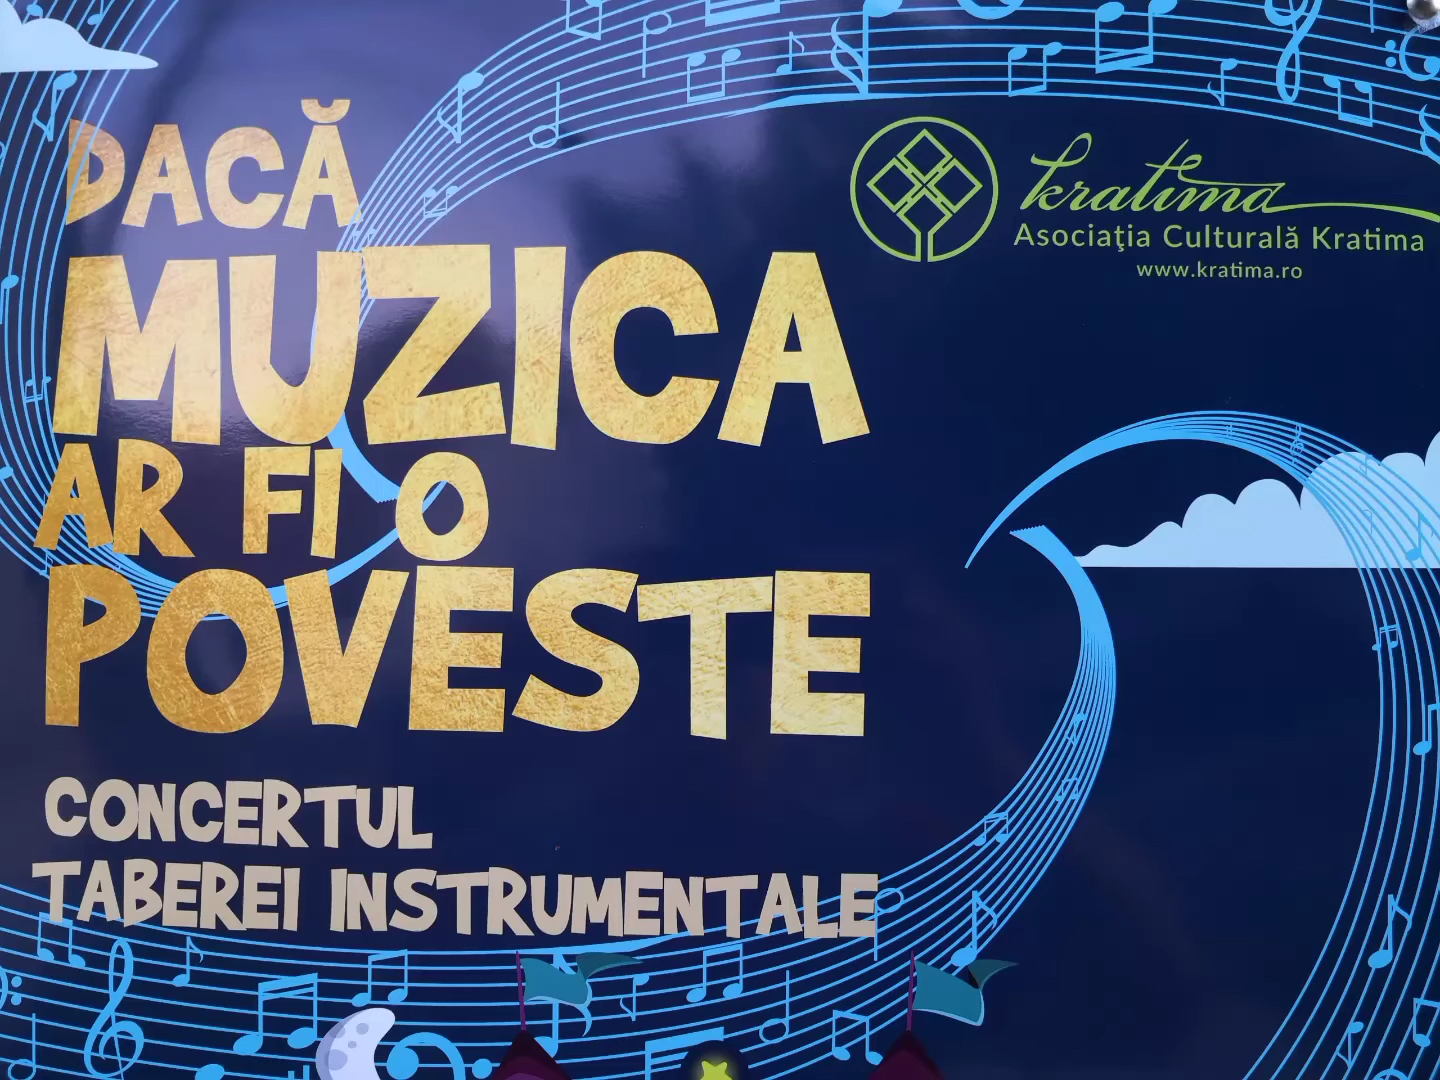 DACĂ
MUZICA
AR FI O
POVESTE
CONCERTUL
TABEREI INSTRUMENTALE
kratima
Asociaţia Culturală Kratima
www.kratima.ro